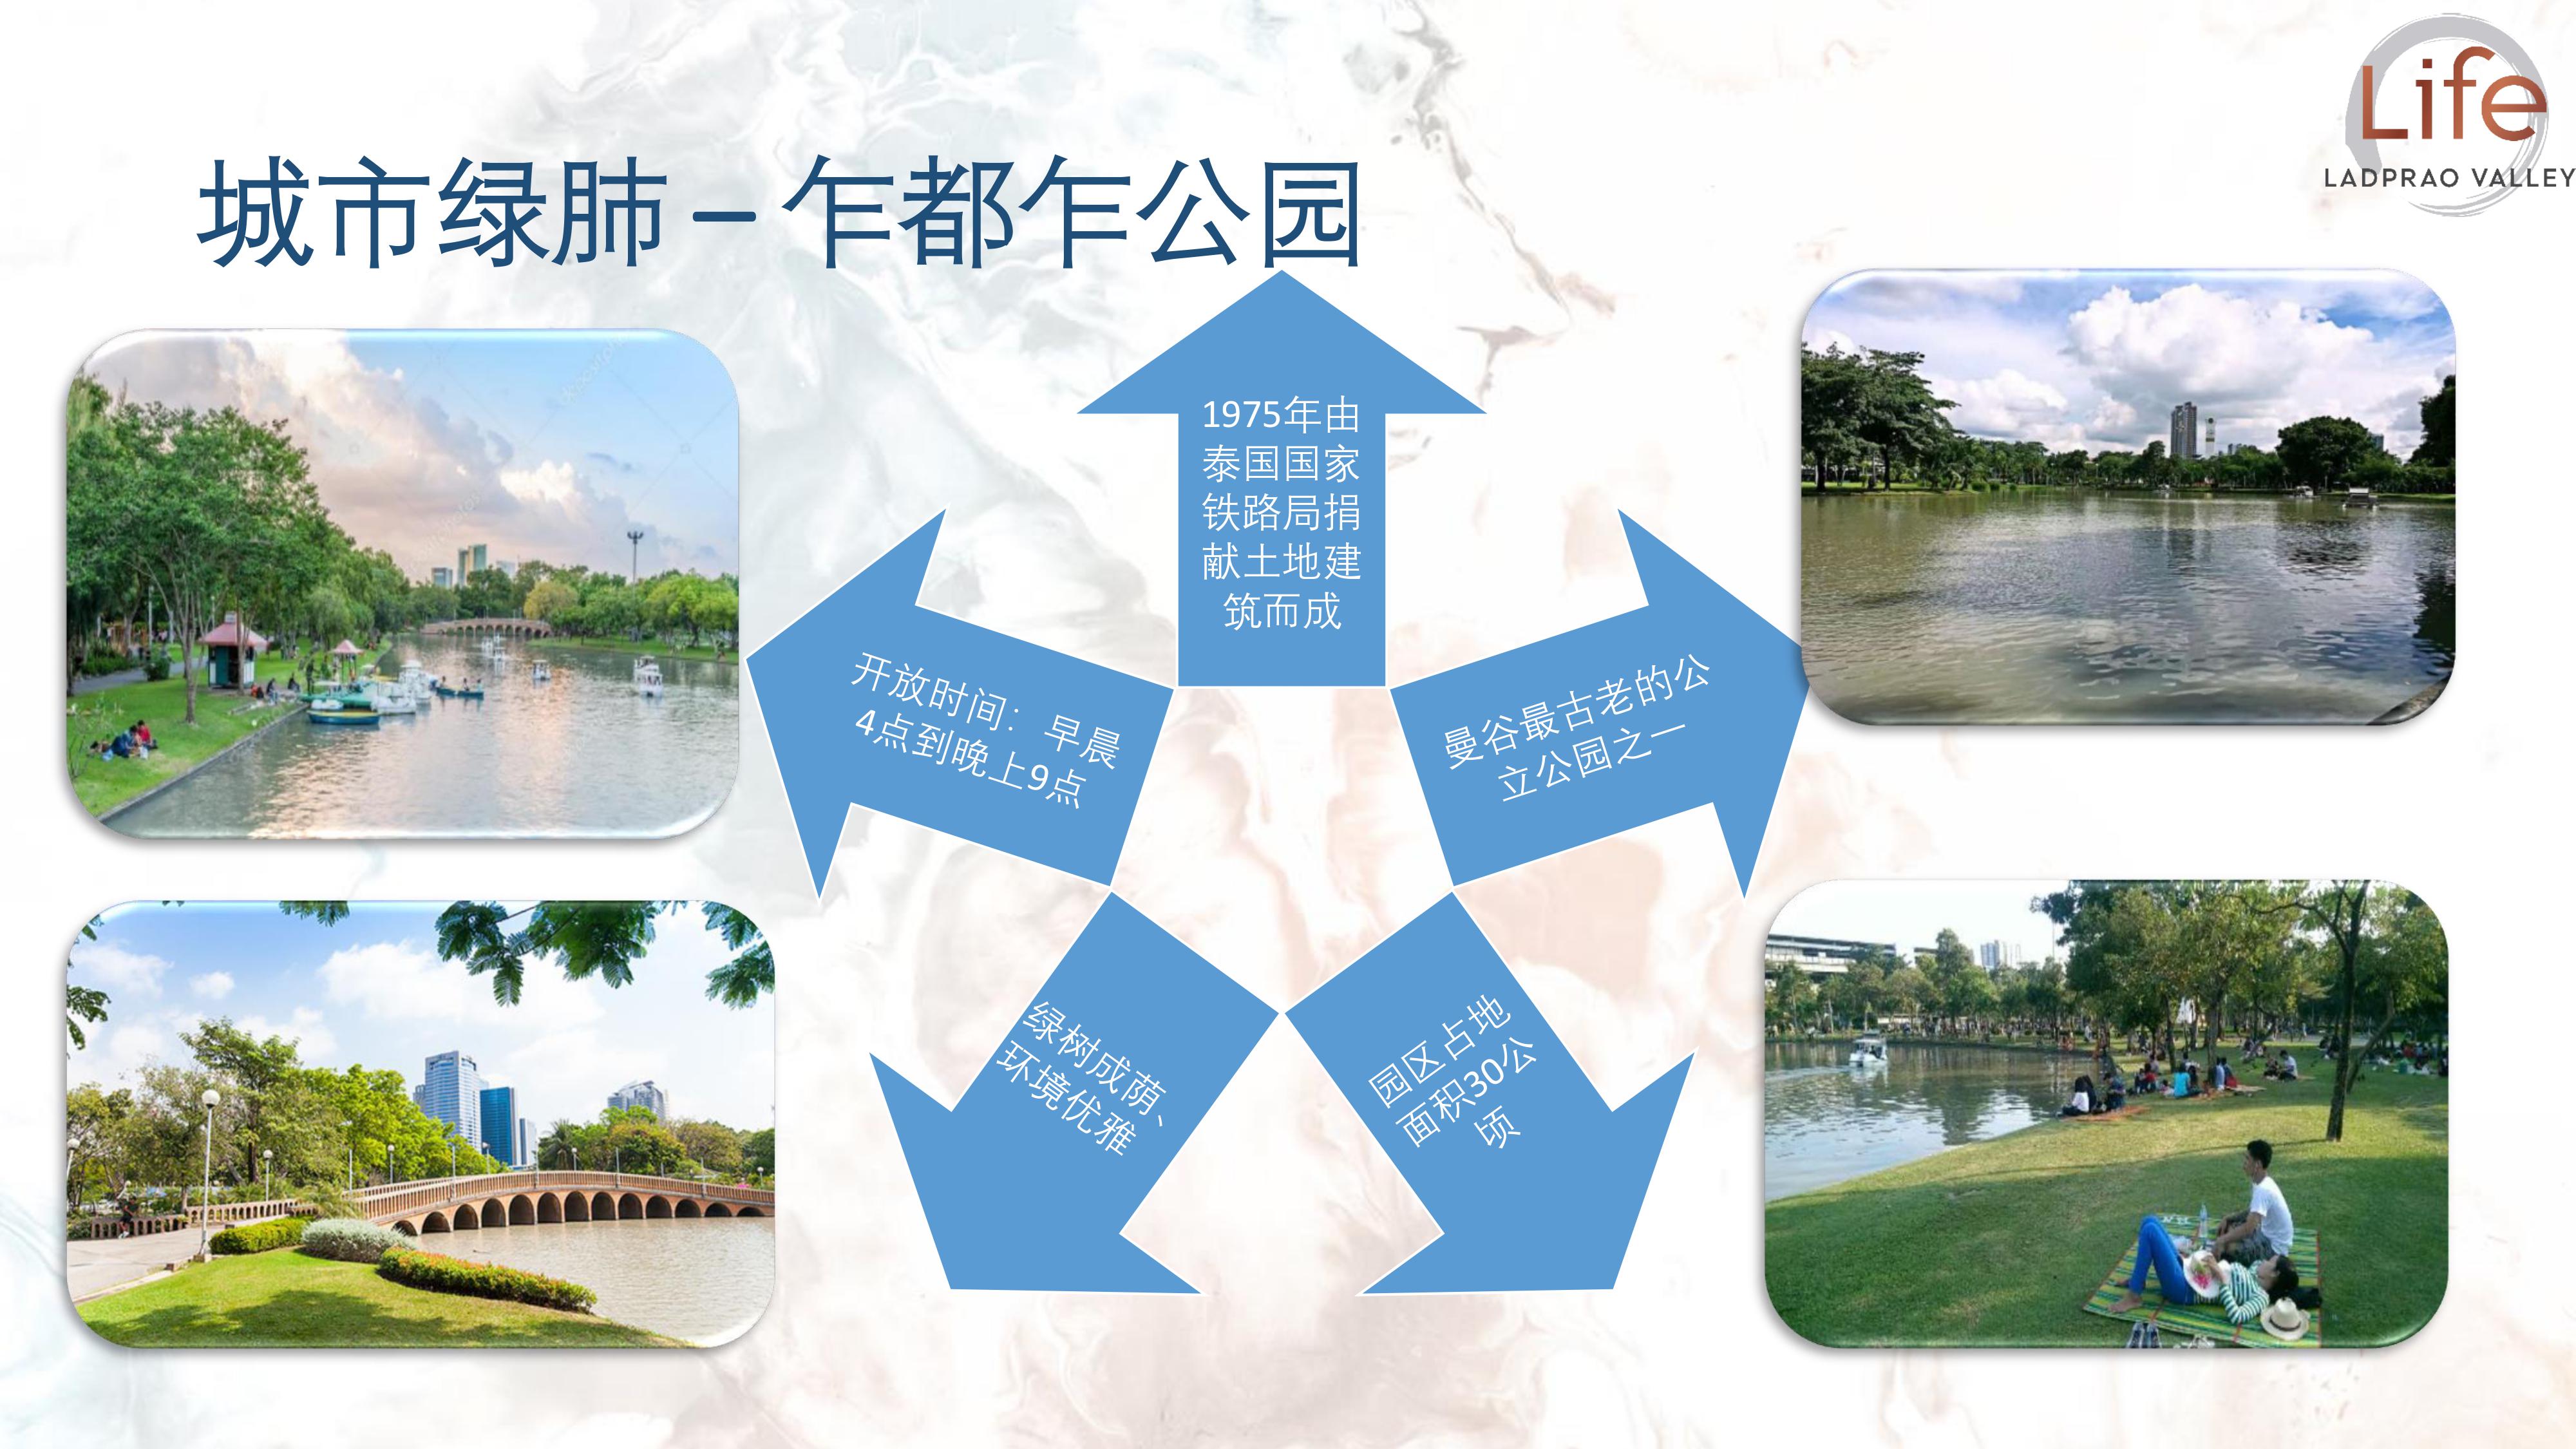 Life
LADPRAO VALLEY
城市绿肺 – 乍都乍公园
1975年由
泰国国家
铁路局捐
献土地建
筑而成
曼谷最古老的公
立公园之一
园区占地
面积30公
顷
绿树成荫、
环境优雅
开放时间： 早晨
4点到晚上9点